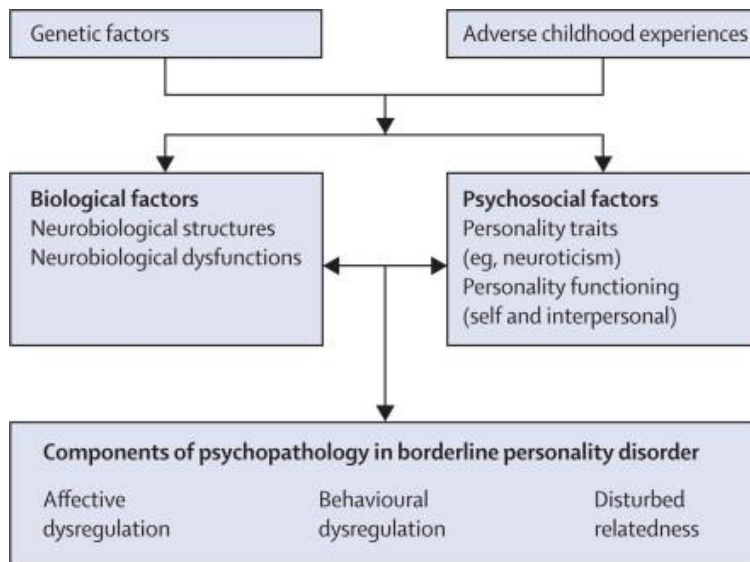 Genetic factors
Adverse childhood experiences
Biological factors
Neurobiological structures
Neurobiological dysfunctions
Psychosocial factors
Personality traits
(eg, neuroticism)
Personality functioning
(self and interpersonal)
Components of psychopathology in borderline personality disorder
Affective
dysregulation
Behavioural
dysregulation
Disturbed
relatedness